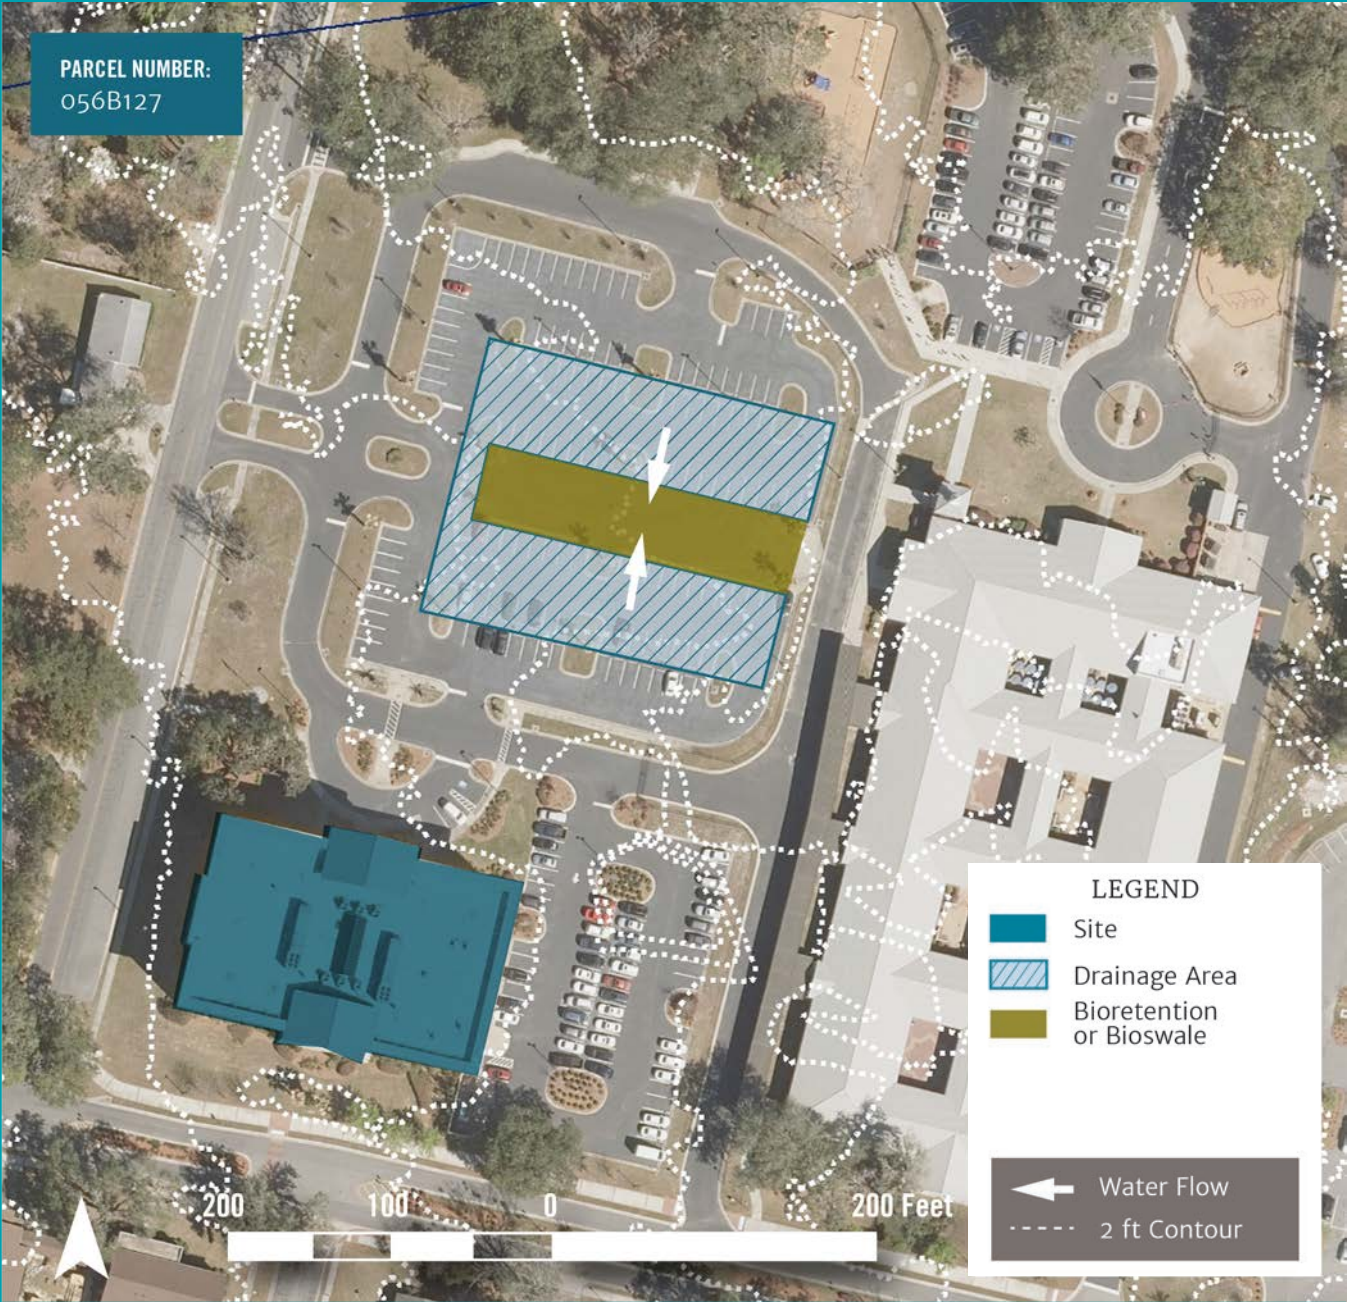 PARCEL NUMBER:
056B127
LEGEND
Site
Drainage Area
Bioretention
or Bioswale
Water Flow
2 ft Contour
200 100 0 200 Feet